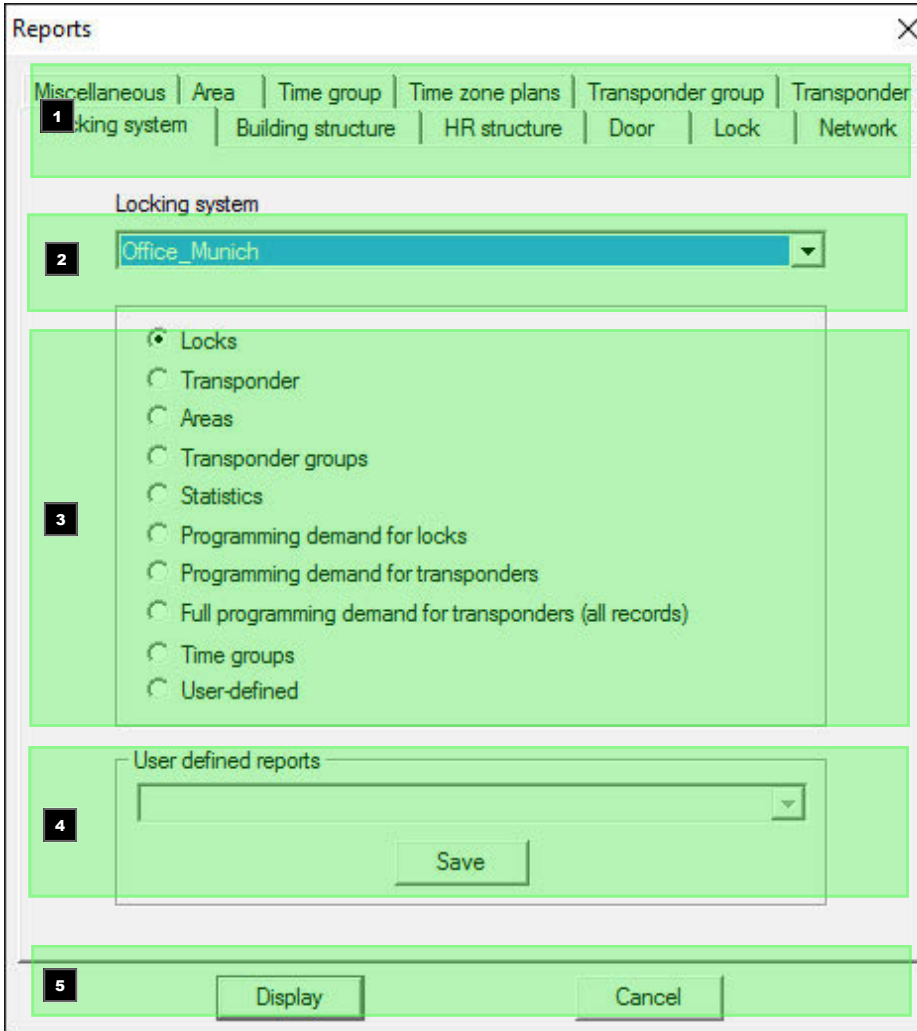 Reports
Miscellaneous Area Time group Time zone plans Transponder group Transponder
1 cking system Building structure HR structure Door Lock Network
Locking system
2 Office_Munich
Locks
Transponder
Areas
Transponder groups
Statistics
3 Programming demand for locks
Programming demand for transponders
Full programming demand for transponders (all records)
Time groups
User-defined
User defined reports
4
Save
5 Display Cancel